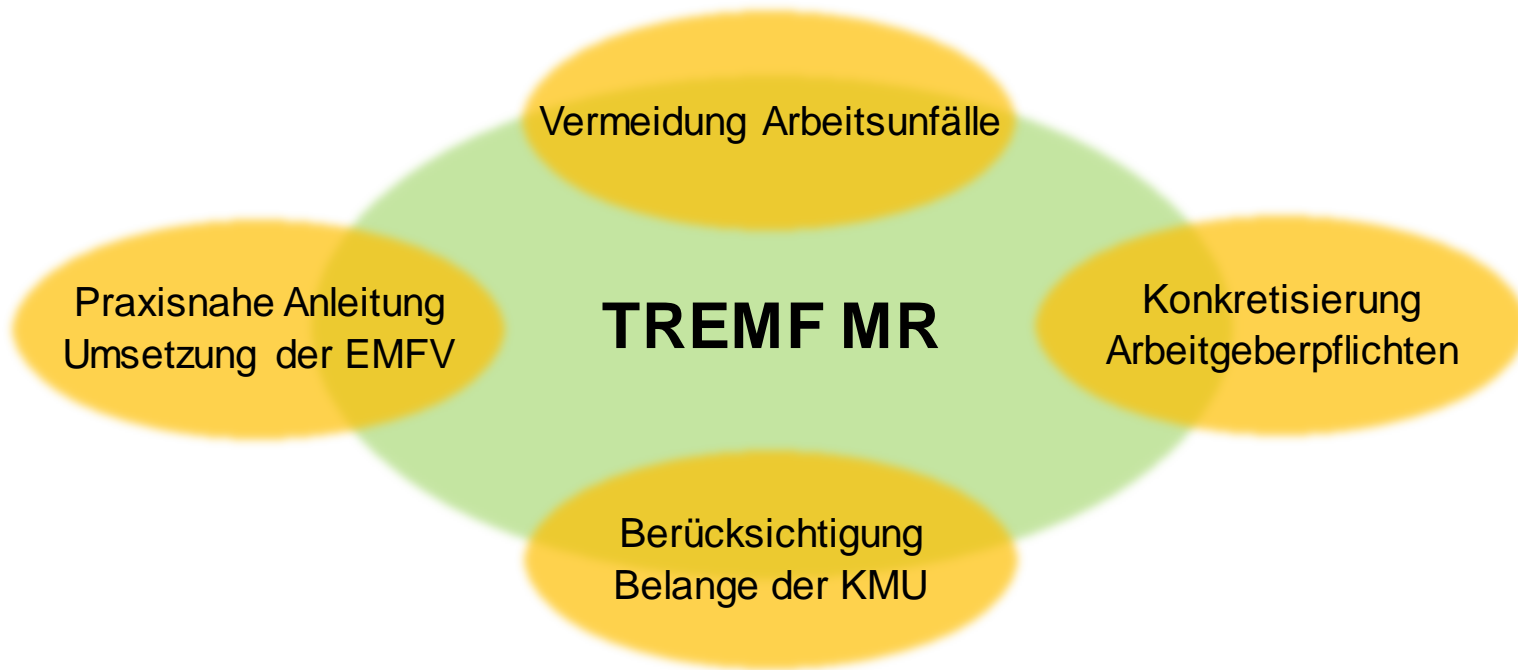 Vermeidung Arbeitsunfälle
Praxisnahe Anleitung
Umsetzung der EMFV
TREMF MR
Konkretisierung
Arbeitgeberpflichten
Berücksichtigung
Belange der KMU